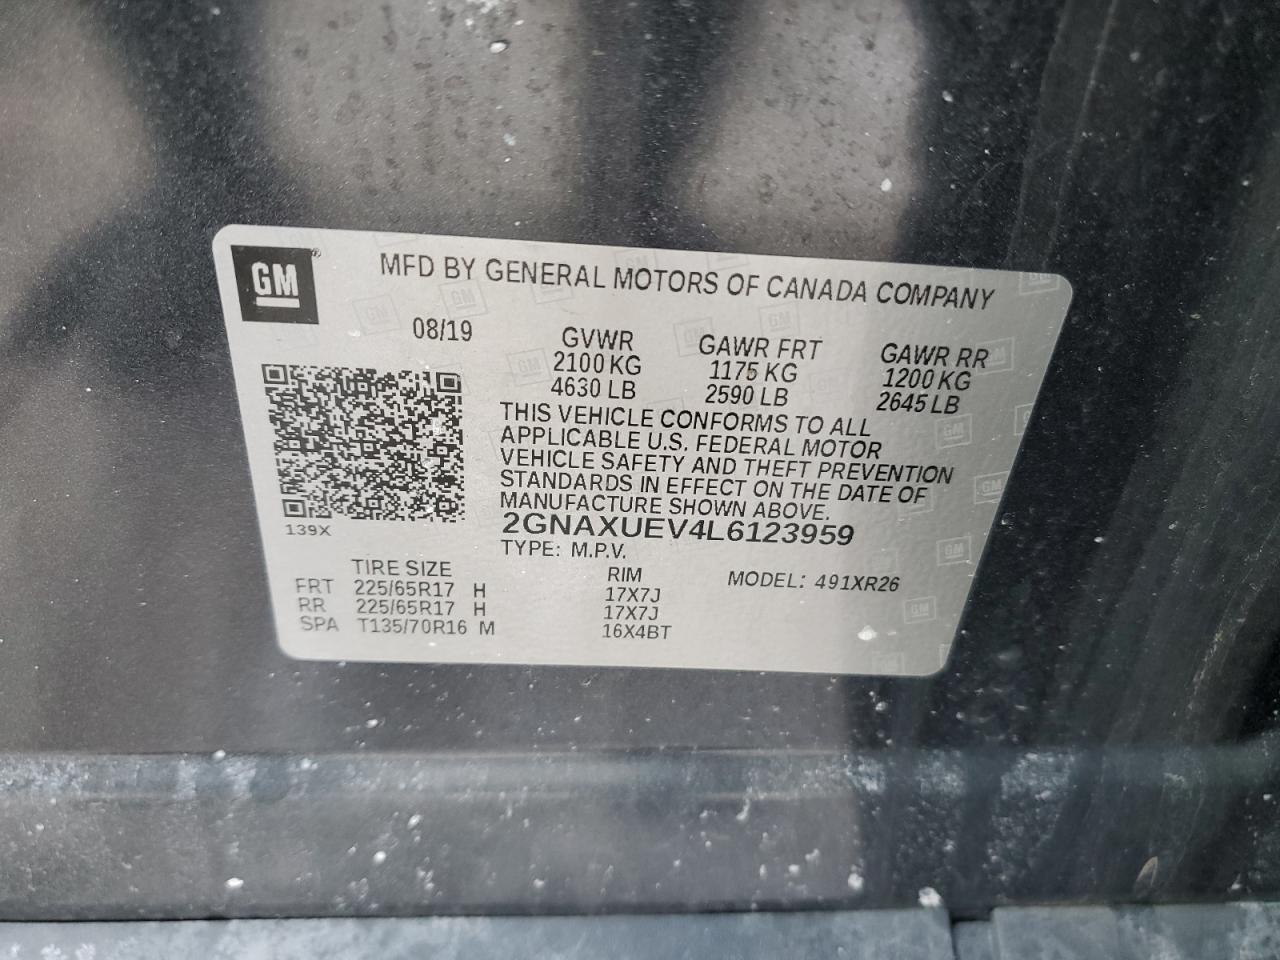 GM
MFD BY GENERAL MOTORS OF CANADA COMPANY
08/19
GVWR GAWR FRT GAWR RR
2100 KG 1175 KG 1200 KG
4630 LB 2590 LB 2645 LB
THIS VEHICLE CONFORMS TO ALL
APPLICABLE U.S. FEDERAL MOTOR
VEHICLE SAFETY AND THEFT PREVENTION
STANDARDS IN EFFECT ON THE DATE OF
MANUFACTURE SHOWN ABOVE.
2GNAXUEV4L6123959
139X
TYPE: M.P.V.
TIRE SIZE RIM MODEL: 491XR26
FRT 225/65R17 H 17X7J
RR 225/65R17 H 17X7J
SPA T135/70R16 M 16X4BT